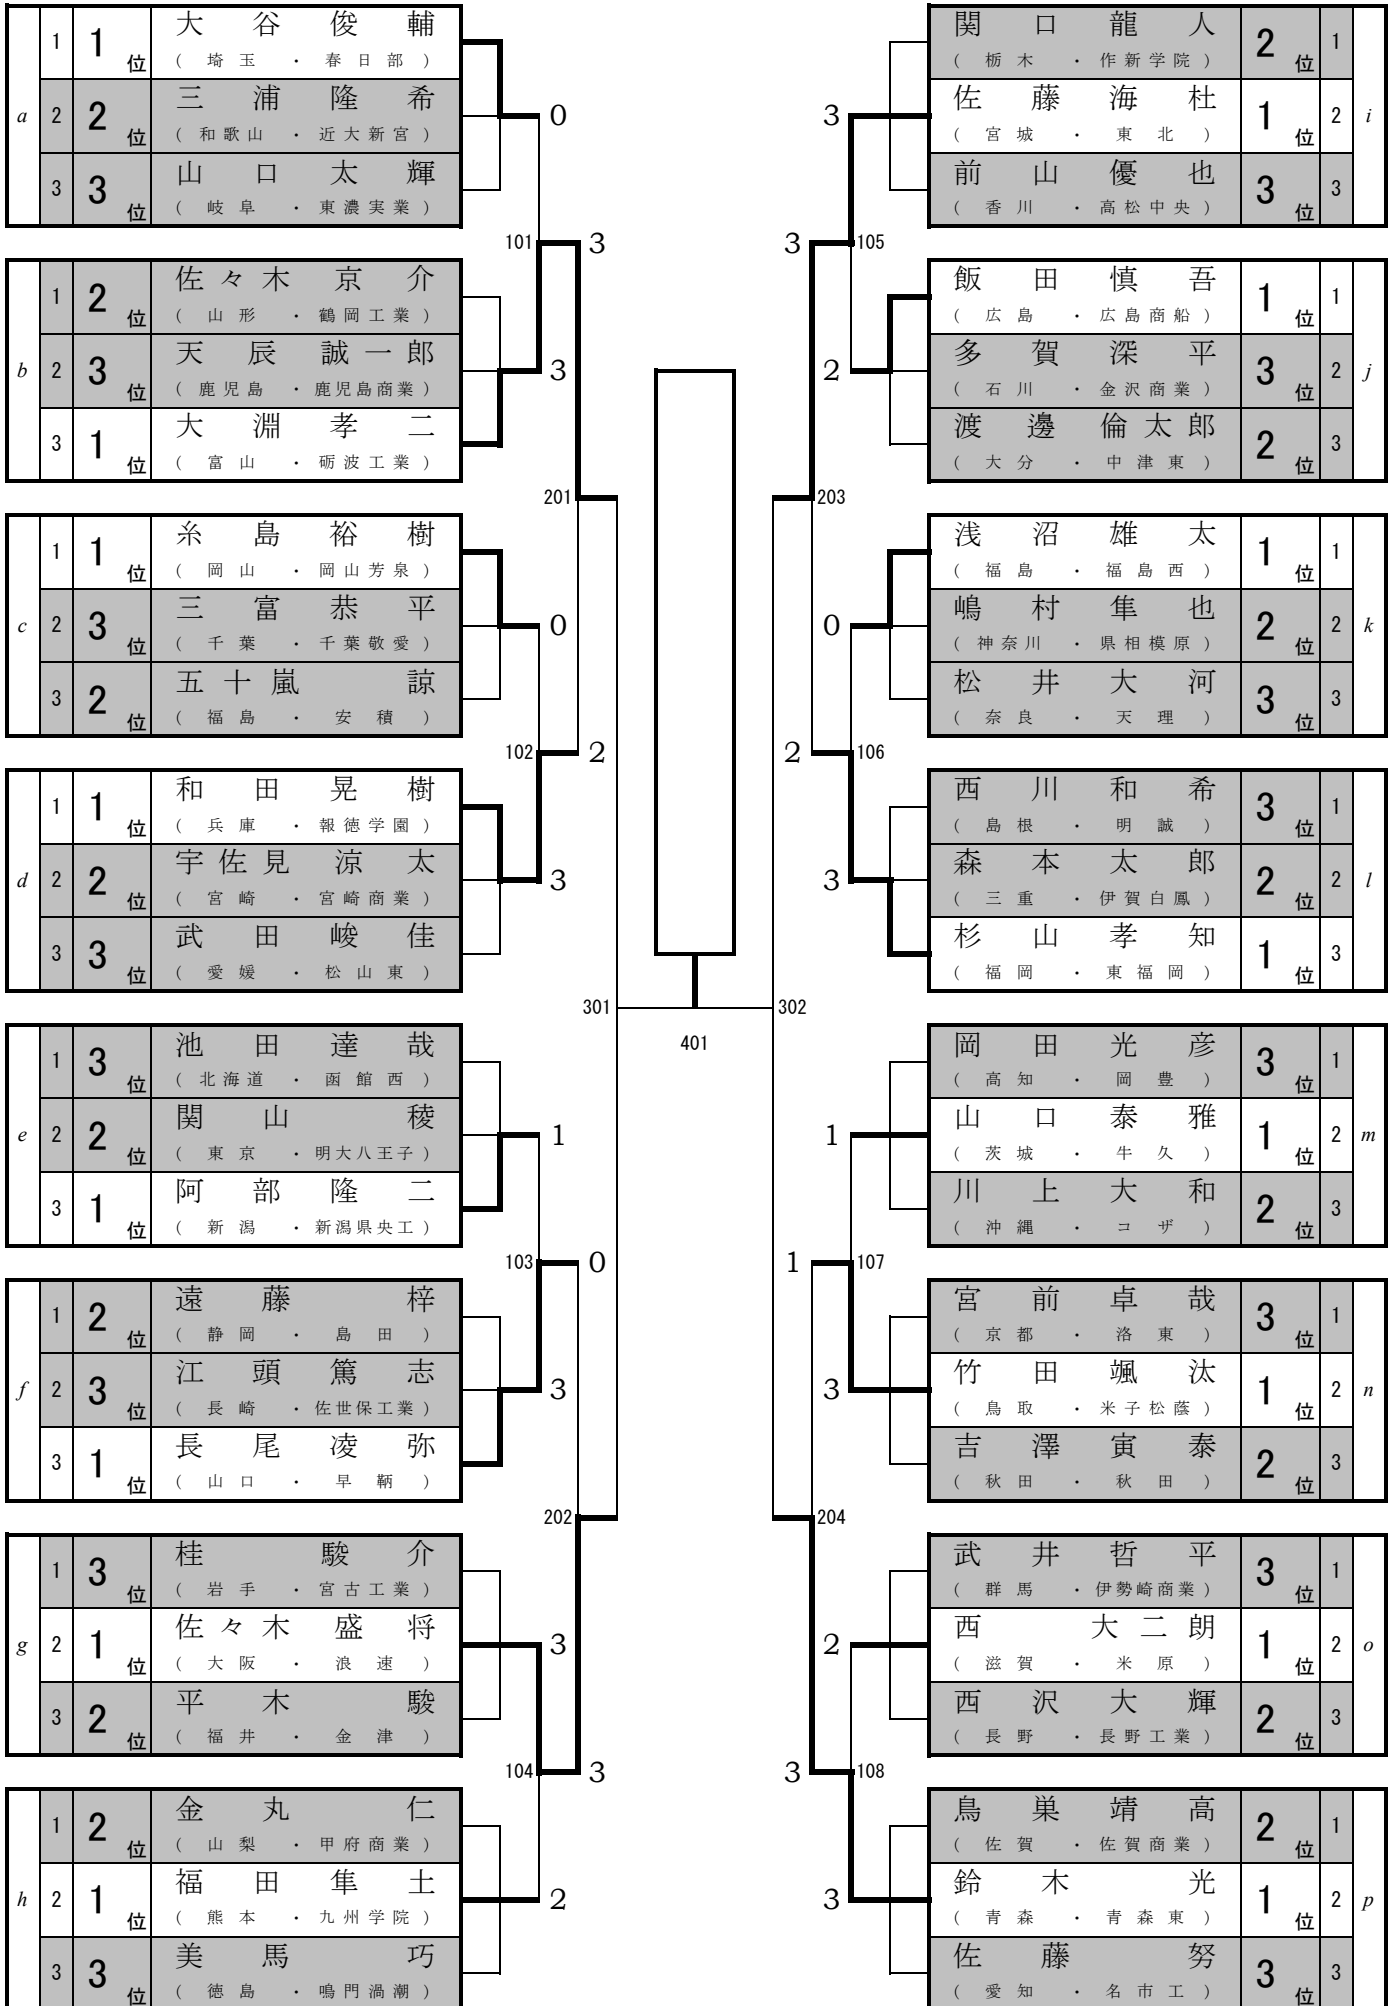 a
1 1位 大谷俊輔
(埼玉・春日部)
2 2位 三浦隆希
(和歌山・近大新宮)
3 3位 山口太輝
(岐阜・東濃実業)
0
101 3
b
1 2位 佐々木京介
(山形・鶴岡工業)
2 3位 天辰誠一郎
(鹿児島・鹿児島商業)
3 1位 大淵孝二
(富山・砺波工業)
3
201
c
1 1位 糸島裕樹
(岡山・岡山芳泉)
2 3位 三富恭平
(千葉・千葉敬愛)
3 2位 五十嵐諒
(福島・安積)
0
102 2
d
1 1位 和田晃樹
(兵庫・報徳学園)
2 2位 宇佐見涼太
(宮崎・宮崎商業)
3 3位 武田峻佳
(愛媛・松山東)
3
301
e
1 3位 池田達哉
(北海道・函館西)
2 2位 関山稜
(東京・明大八王子)
3 1位 阿部隆二
(新潟・新潟県央工)
1
103 0
f
1 2位 遠藤梓
(静岡・島田)
2 3位 江頭篤志
(長崎・佐世保工業)
3 1位 長尾凌弥
(山口・早鞆)
3
202
g
1 3位 桂駿介
(岩手・宮古工業)
2 1位 佐々木盛将
(大阪・浪速)
3 2位 平木駿
(福井・金津)
3
104 3
h
1 2位 金丸仁
(山梨・甲府商業)
2 1位 福田隼士
(熊本・九州学院)
3 3位 美馬巧
(徳島・鳴門渦潮)
2
401
関口龍人 2位 1
(栃木・作新学院)
佐藤海杜 1位 2
(宮城・東北)
前山優也 3位 3
(香川・高松中央)
i
3
3 105
飯田慎吾 1位 1
(広島・広島商船)
多賀深平 3位 2
(石川・金沢商業)
渡邊倫太郎 2位 3
(大分・中津東)
j
2
203
浅沼雄太 1位 1
(福島・福島西)
嶋村隼也 2位 2
(神奈川・県相模原)
松井大河 3位 3
(奈良・天理)
k
0
2 106
西川和希 3位 1
(島根・明誠)
森本太郎 2位 2
(三重・伊賀白鳳)
杉山孝知 1位 3
(福岡・東福岡)
l
3
302
岡田光彦 3位 1
(高知・岡豊)
山口泰雅 1位 2
(茨城・牛久)
川上大和 2位 3
(沖縄・コザ)
m
1
1 107
宮前卓哉 3位 1
(京都・洛東)
竹田颯汰 1位 2
(鳥取・米子松蔭)
吉澤寅泰 2位 3
(秋田・秋田)
n
3
204
武井哲平 3位 1
(群馬・伊勢崎商業)
西大二朗 1位 2
(滋賀・米原)
西沢大輝 2位 3
(長野・長野工業)
o
2
3 108
鳥巣靖高 2位 1
(佐賀・佐賀商業)
鈴木光 1位 2
(青森・青森東)
佐藤努 3位 3
(愛知・名市工)
p
3